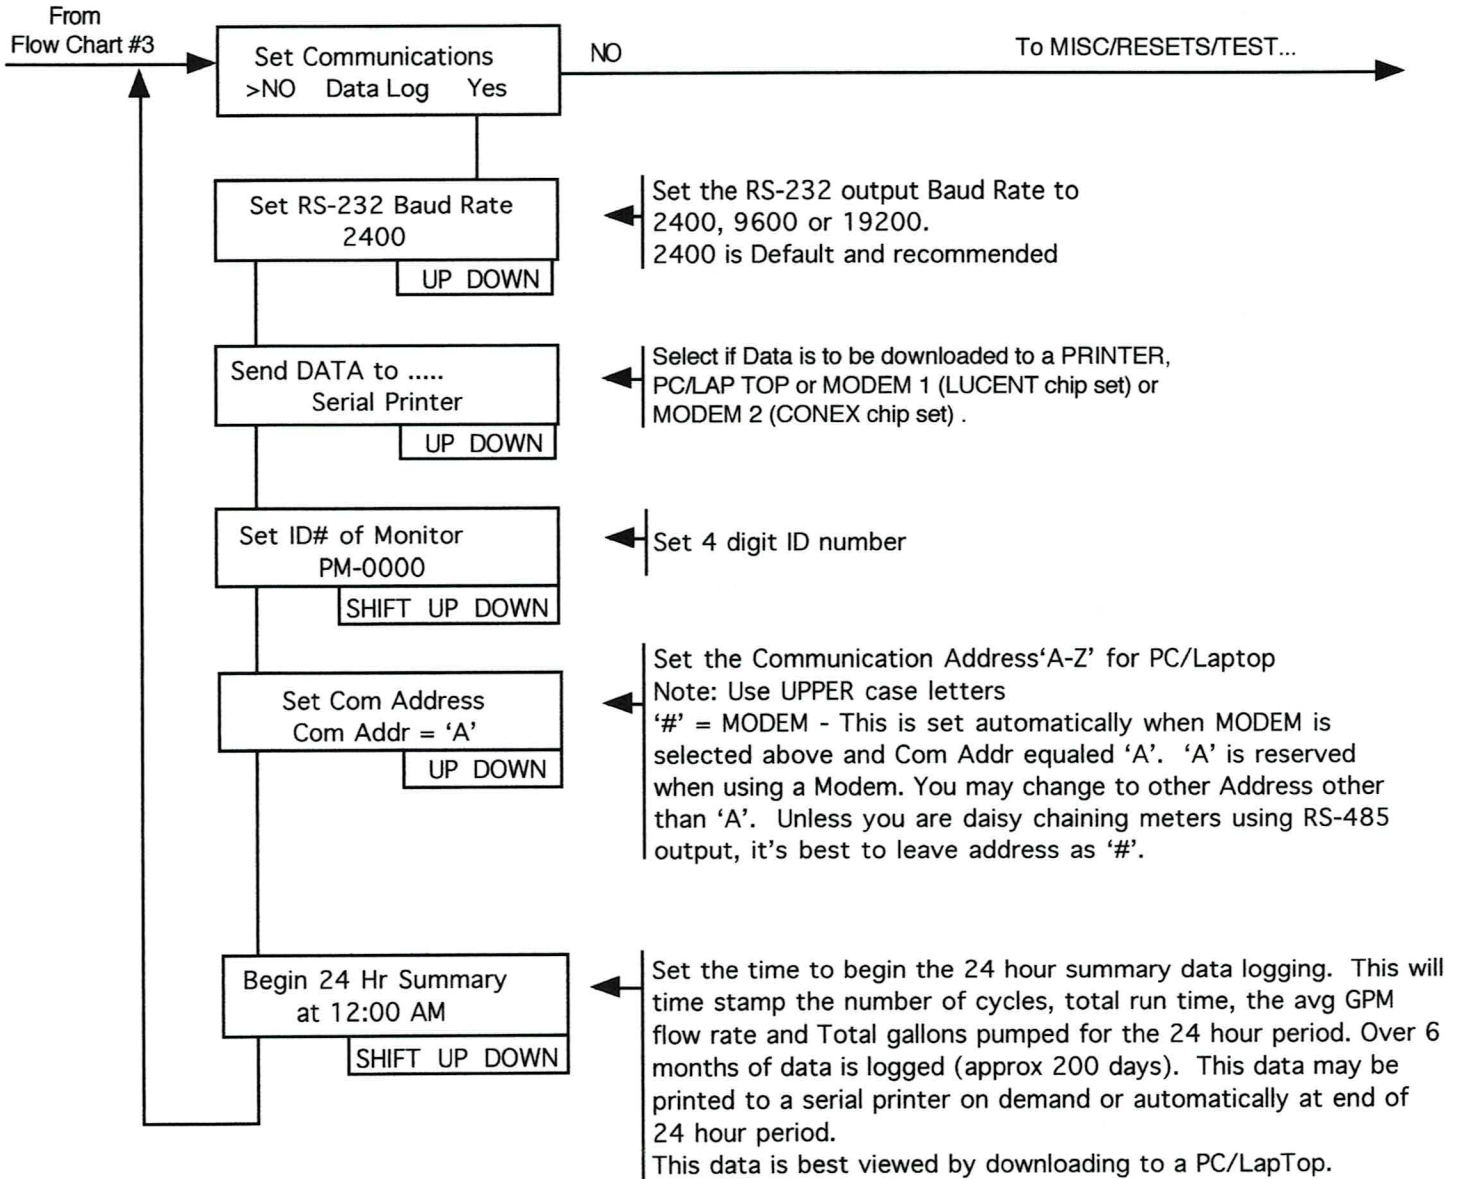 From
Flow Chart #3
Set Communications
>NO Data Log Yes
NO
To MISC/RESETS/TEST...
Set RS-232 Baud Rate
2400
UP DOWN
Set the RS-232 output Baud Rate to
2400, 9600 or 19200.
2400 is Default and recommended
Send DATA to .....
Serial Printer
UP DOWN
Select if Data is to be downloaded to a PRINTER,
PC/LAP TOP or MODEM 1 (LUCENT chip set) or
MODEM 2 (CONEX chip set) .
Set ID# of Monitor
PM-0000
SHIFT UP DOWN
Set 4 digit ID number
Set Com Address
Com Addr = ‘A’
UP DOWN
Set the Communication Address‘A-Z’ for PC/Laptop
Note: Use UPPER case letters
‘#’ = MODEM - This is set automatically when MODEM is
selected above and Com Addr equaled ‘A’. ‘A’ is reserved
when using a Modem. You may change to other Address other
than ‘A’. Unless you are daisy chaining meters using RS-485
output, it’s best to leave address as ‘#’.
Begin 24 Hr Summary
at 12:00 AM
SHIFT UP DOWN
Set the time to begin the 24 hour summary data logging. This will
time stamp the number of cycles, total run time, the avg GPM
flow rate and Total gallons pumped for the 24 hour period. Over 6
months of data is logged (approx 200 days). This data may be
printed to a serial printer on demand or automatically at end of
24 hour period.
This data is best viewed by downloading to a PC/LapTop.